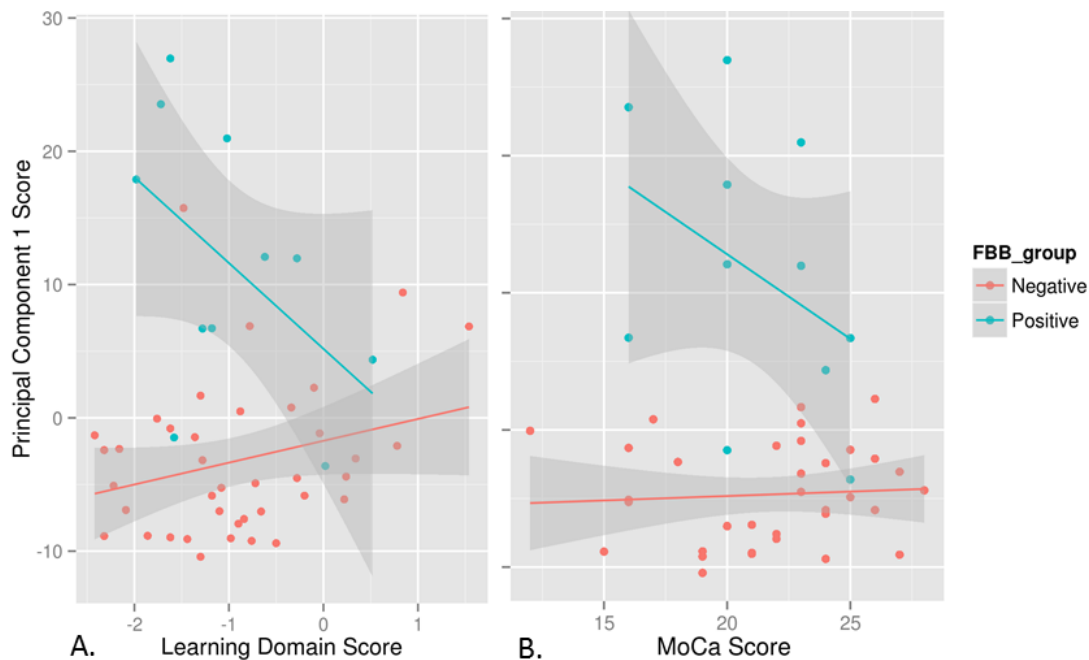 30
20
10
0
-10
Principal Component 1 Score
-2 -1 0 1
A. Learning Domain Score
15 20 25
B. MoCa Score
FBB_group
Negative
Positive